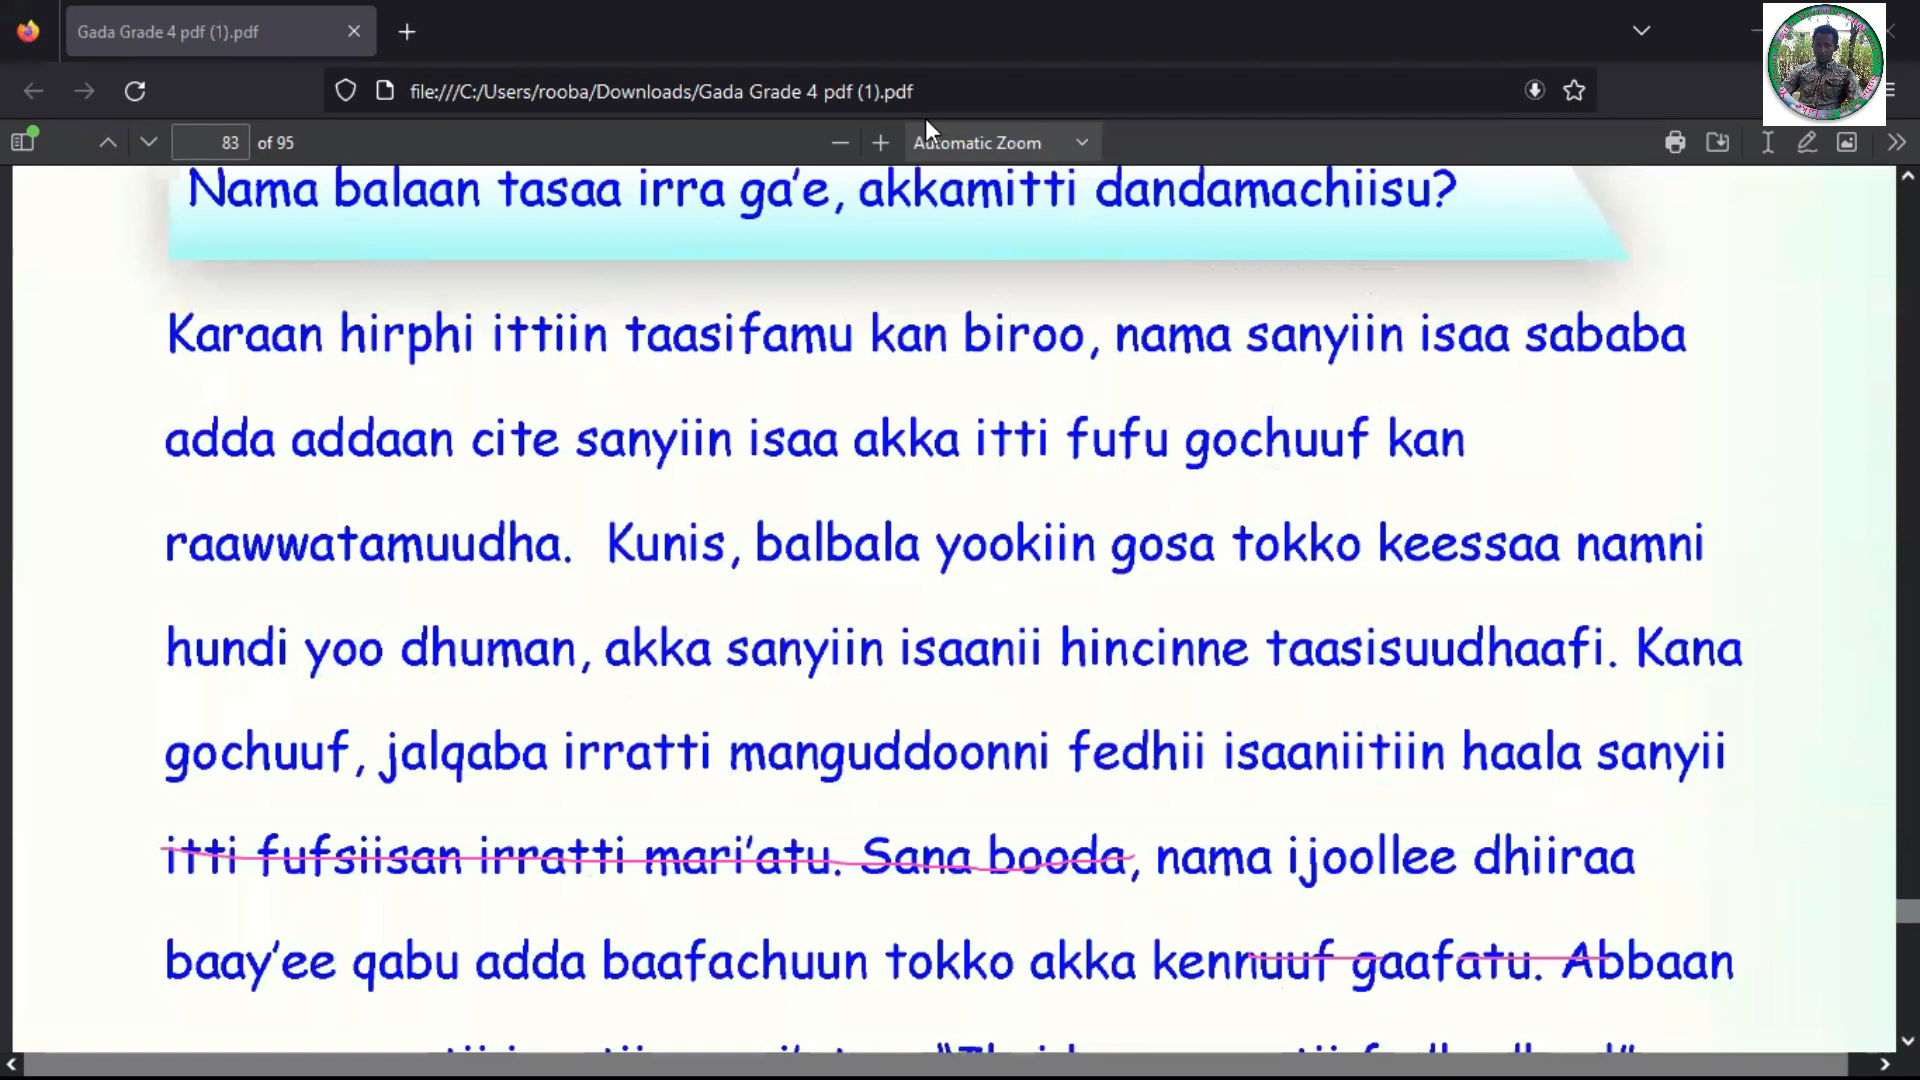 Gada Grade 4 pdf (1).pdf
file:///C:/Users/rooba/Downloads/Gada Grade 4 pdf (1).pdf
83 of 95
Automatic Zoom
Nama balaan tasaa irra ga’e, akkamitti dandamachiisu?
Karaan hirphi ittiin taasifamu kan biroo, nama sanyiin isaa sababa
adda addaan cite sanyiin isaa akka itti fufu gochuuf kan
raawwatamuudha. Kunis, balbala yookiin gosa tokko keessaa namni
hundi yoo dhuman, akka sanyiin isaanii hincinne taasisuudhaafi. Kana
gochuuf, jalqaba irratti manguddoonni fedhii isaaniitiin haala sanyii
itti fufsiisan irratti mari’atu. Sana booda, nama ijoollee dhiiraa
baay’ee qabu adda baafachuun tokko akka kennuuf gaafatu. Abbaan